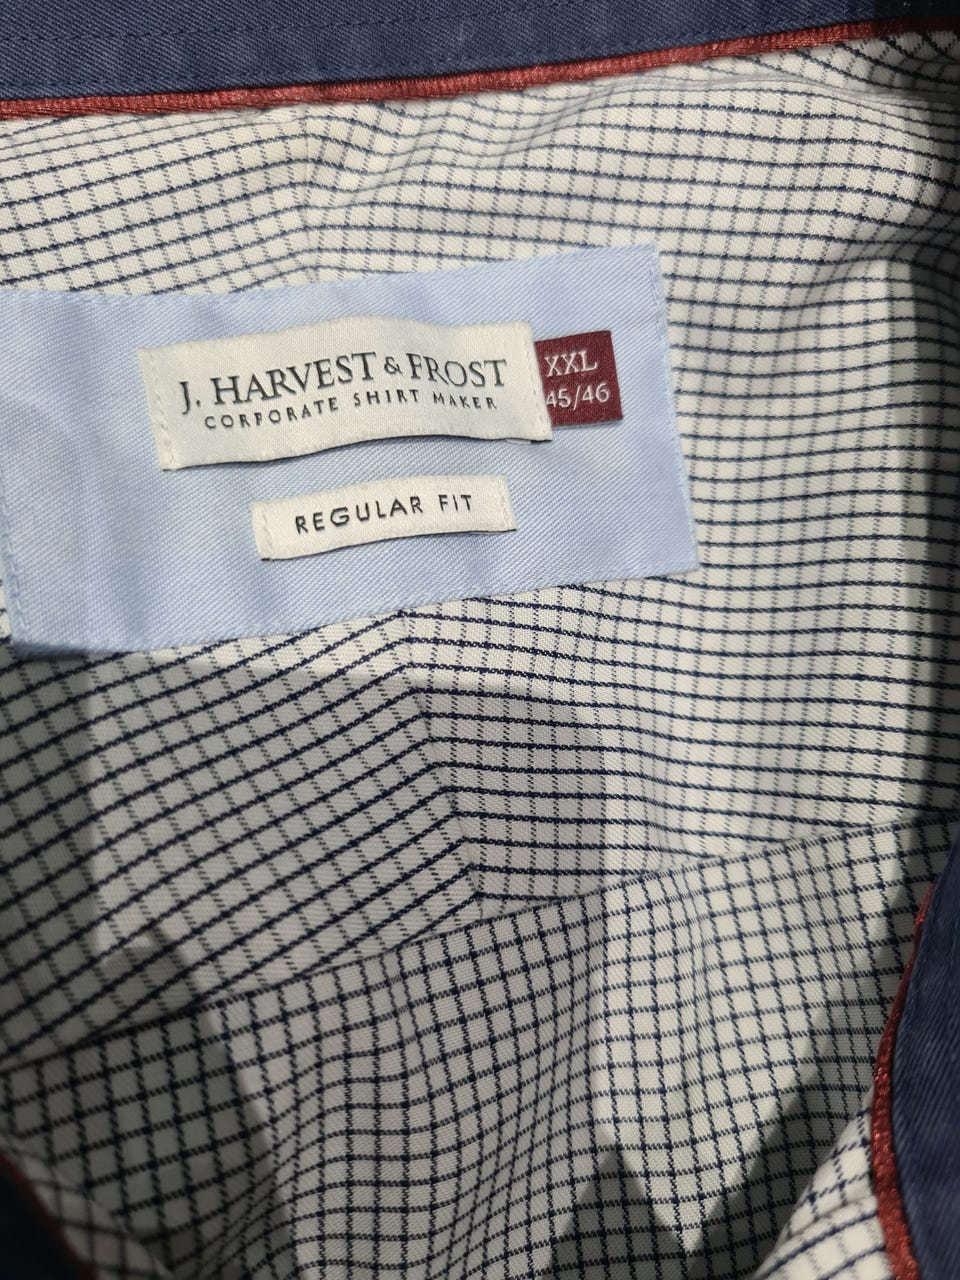 J. HARVEST & FROST
CORPORATE SHIRT MAKER
XXL
45/46
REGULAR FIT